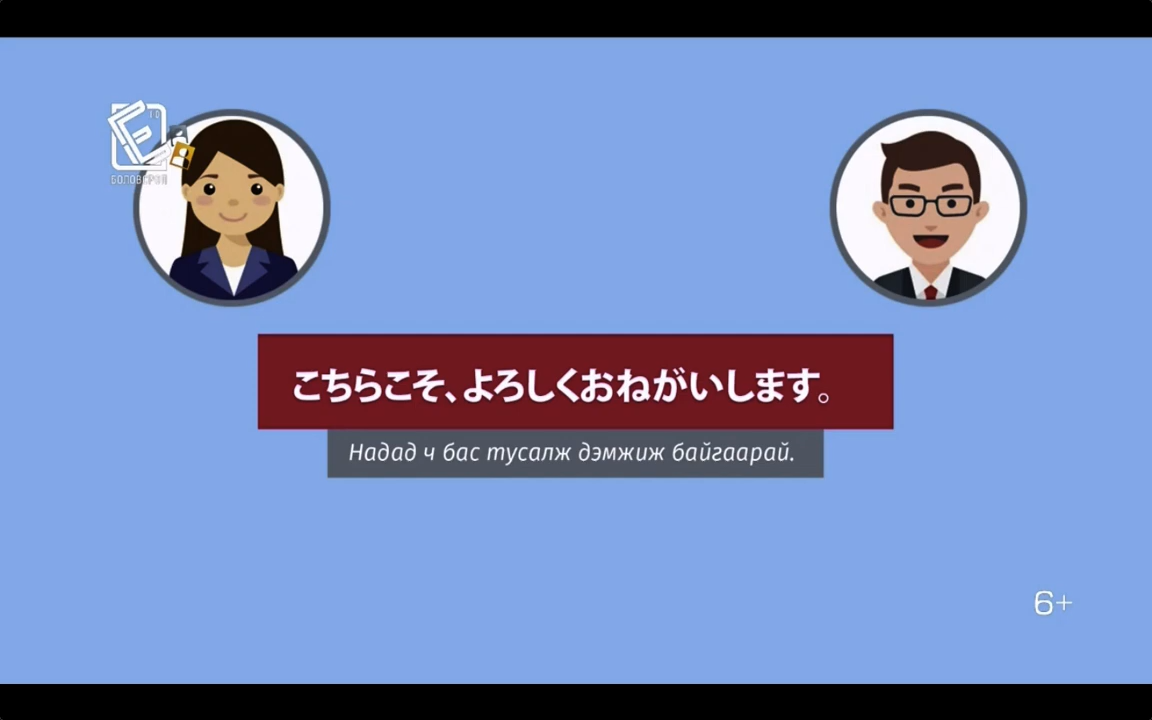 БОЛОВСРОЛ
こちらこそ、よろしくおねがいします。
Надад ч бас тусалж дэмжиж байгаарай.
6+